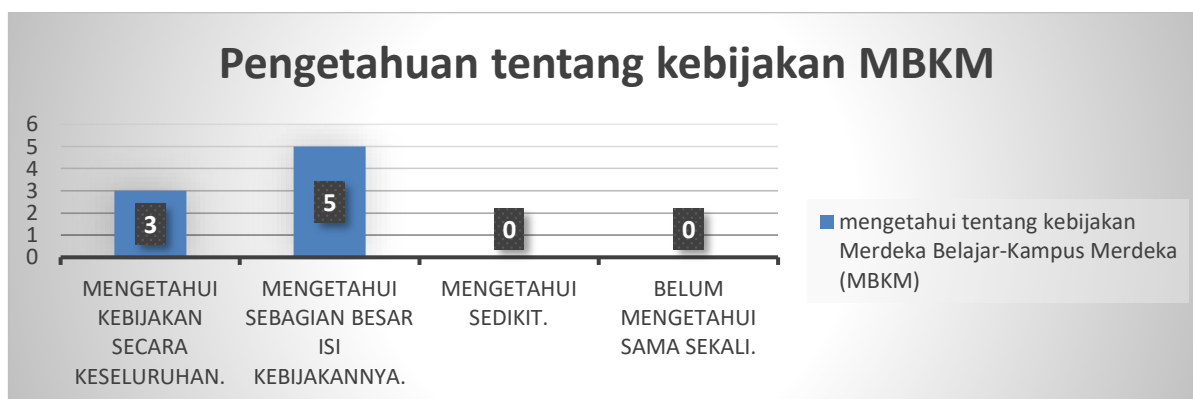 Pengetahuan tentang kebijakan MBKM
6
5
4
3
2
1
0
3
5
0
0
MENGETAHUI
KEBIJAKAN
SECARA
KESELURUHAN.
MENGETAHUI
SEBAGIAN BESAR
ISI
KEBIJAKANNYA.
MENGETAHUI
SEDIKIT.
BELUM
MENGETAHUI
SAMA SEKALI.
mengetahui tentang kebijakan
Merdeka Belajar-Kampus Merdeka
(MBKM)